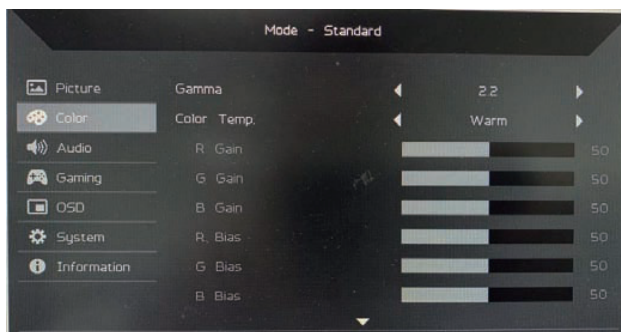 Mode - Standard
Picture
Gamma
2.2
Color
Color Temp.
Warm
Audio
R Gain
50
Gaming
G Gain
50
OSD
B Gain
50
System
R. Bias
50
Information
G Bias
50
B Bias
50